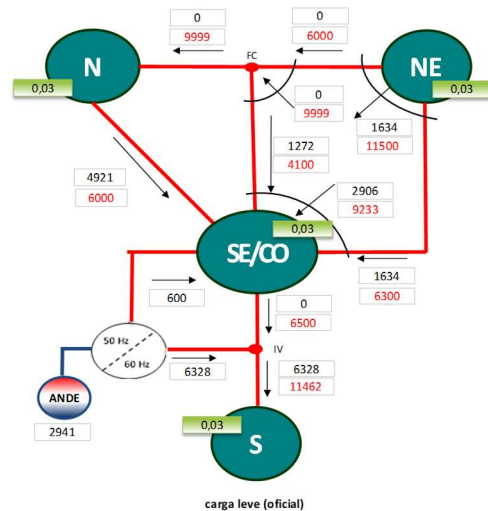 0
9999
0
6000
N
FC
NE
0,03
0,03
0
9999
1634
11500
1272
4100
4921
6000
2906
9233
0,03
SE/CO
1634
6300
600
0
6500
50 Hz
60 Hz
IV
6328
6328
11462
ANDE
2941
0,03
S
carga leve (oficial)